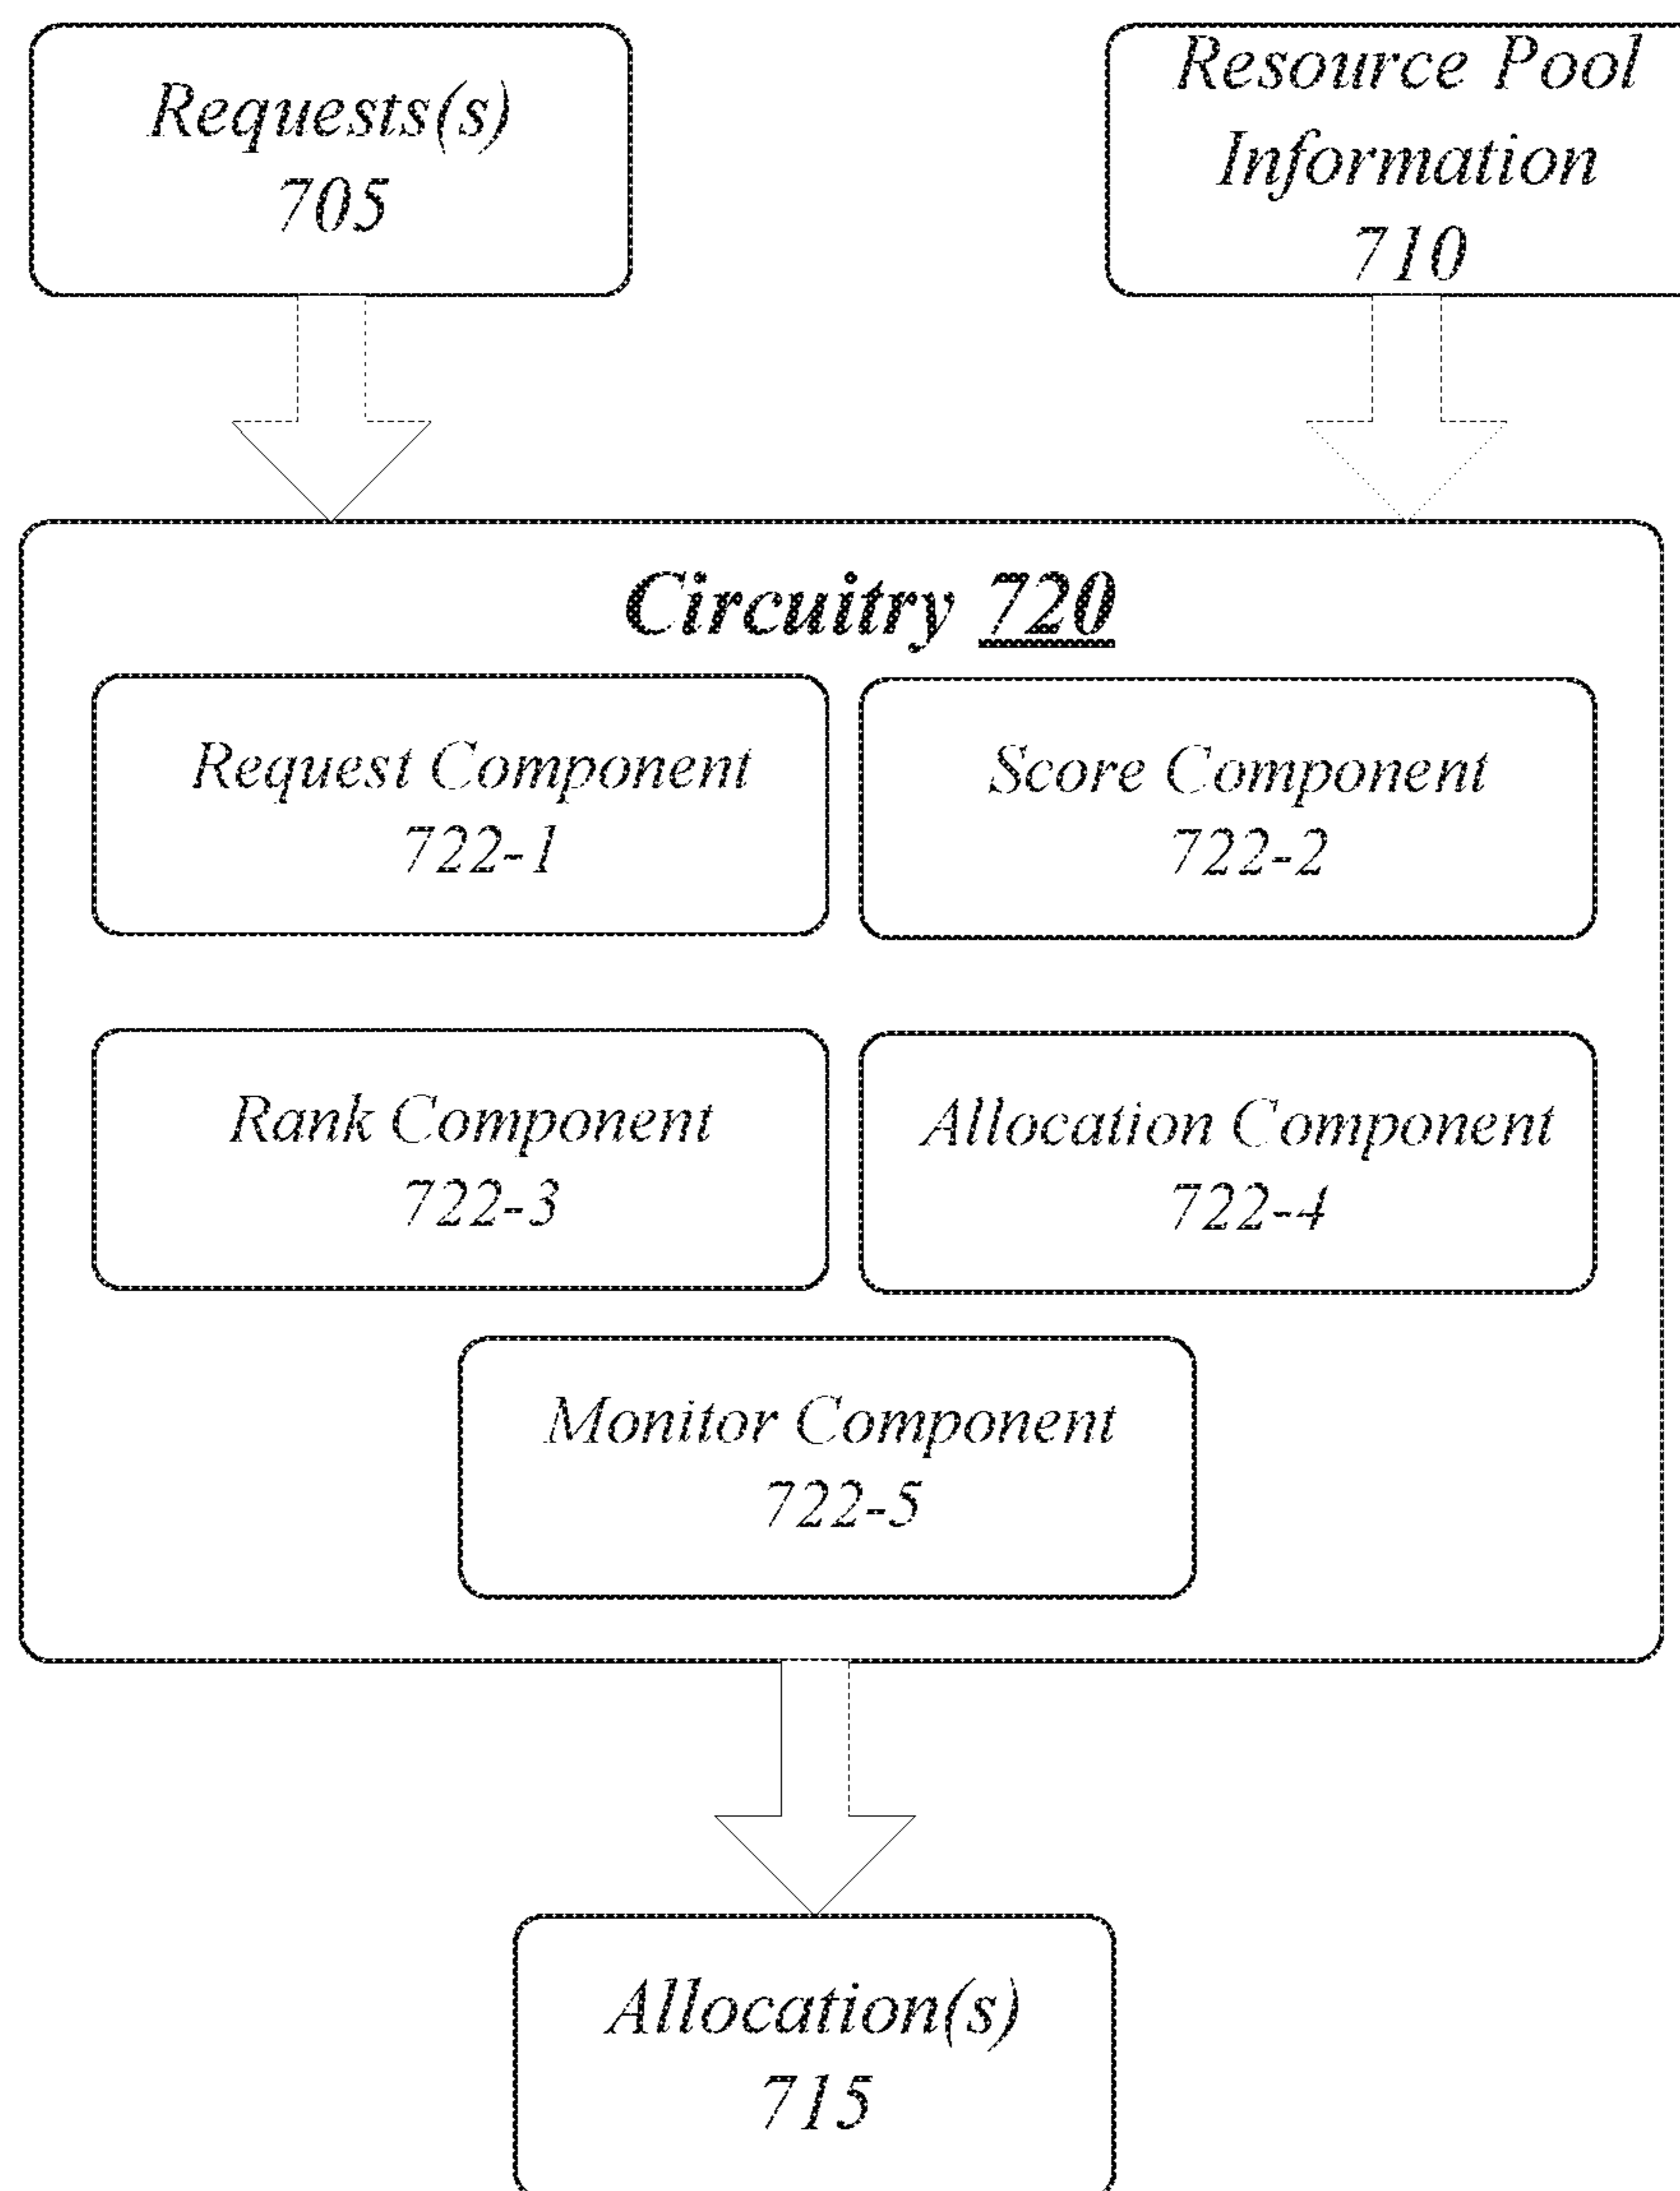 Requests(s)
705
Resource Pool
Information
710
Circuitry 720
Request Component
722-1
Score Component
722-2
Rank Component
722-3
Allocation Component
722-4
Monitor Component
722-5
Allocation(s)
715